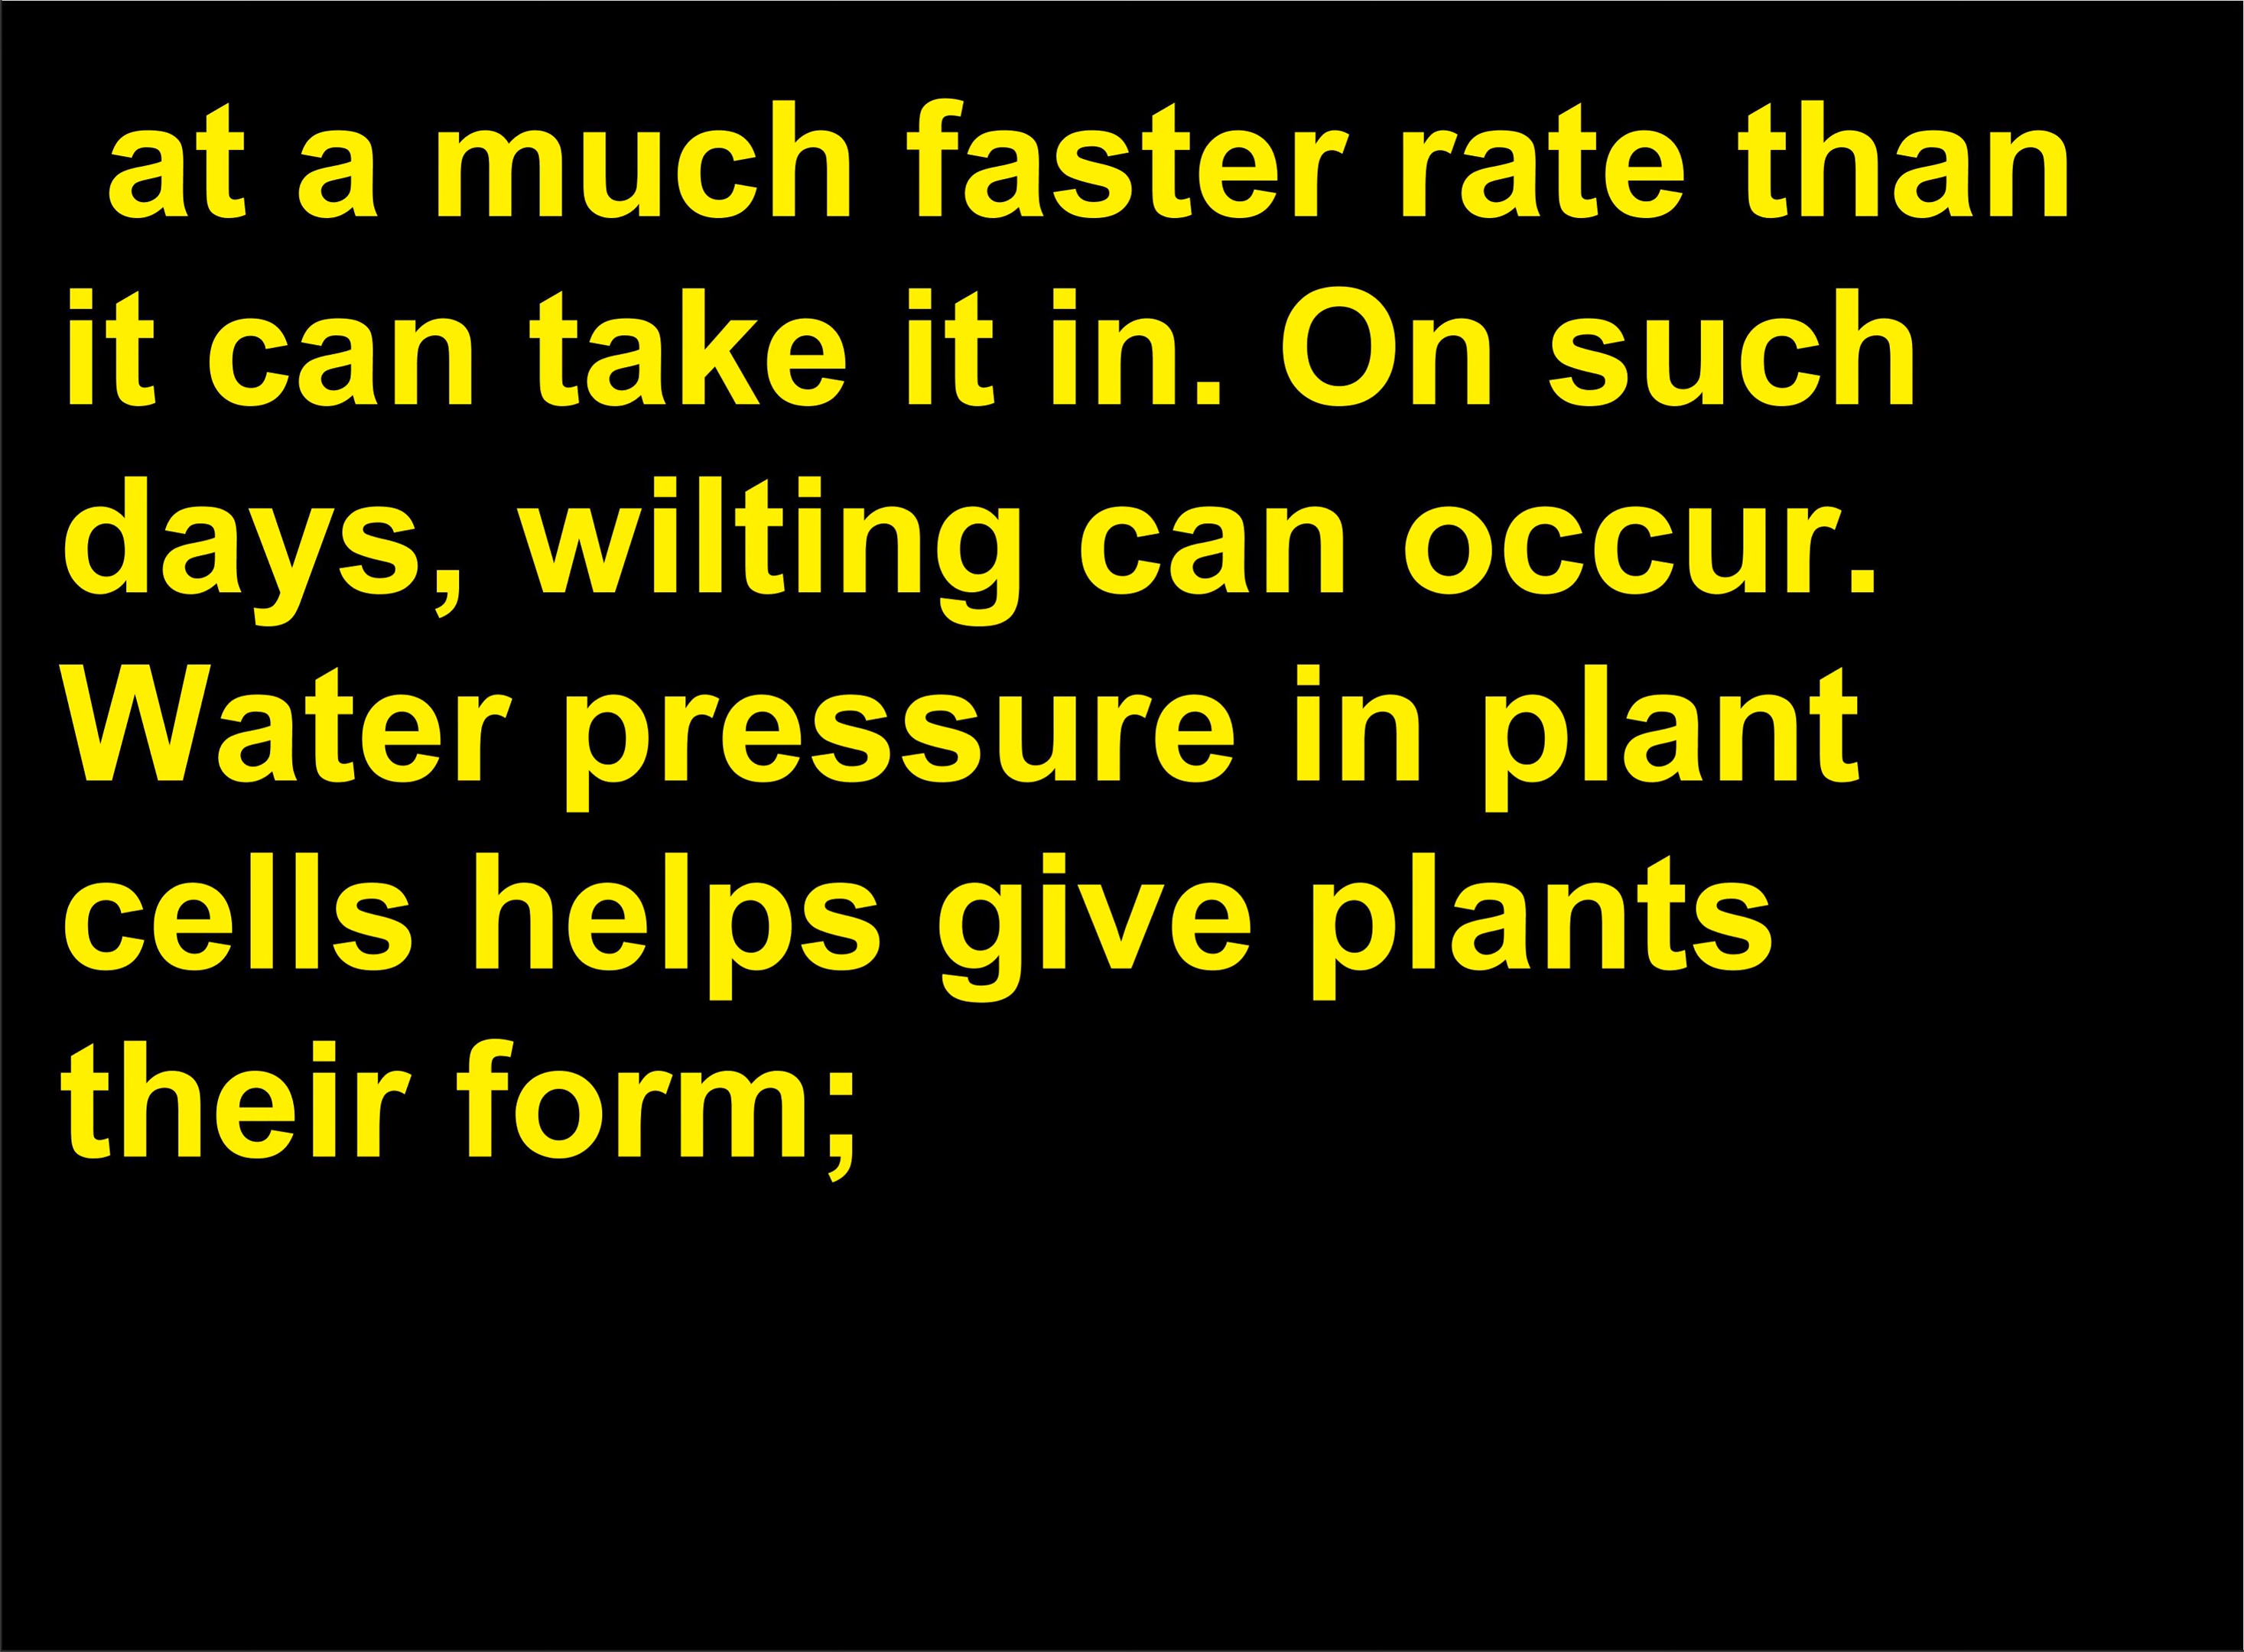 at a much faster rate than
it can take it in. On such
days, wilting can occur.
Water pressure in plant
cells helps give plants
their form;